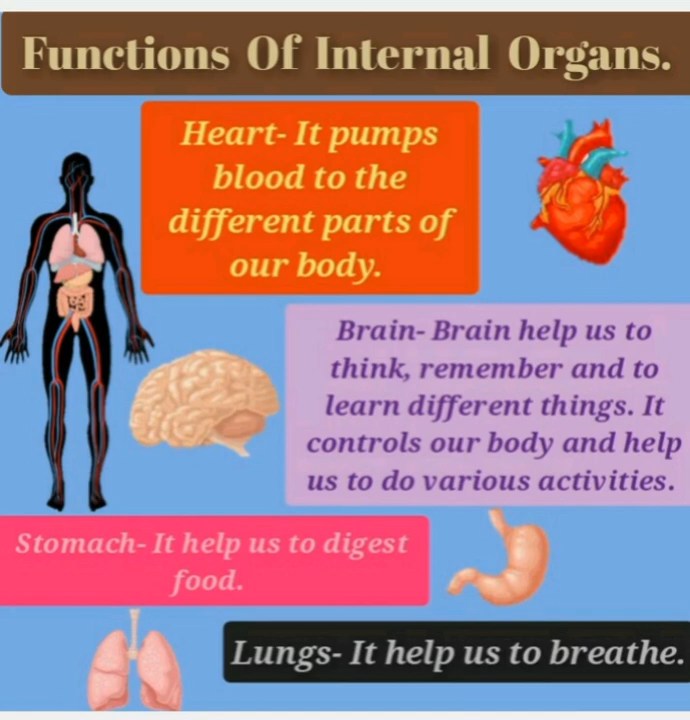 Functions Of Internal Organs.
Heart- It pumps
blood to the
different parts of
our body.
Brain- Brain help us to
think, remember and to
learn different things. It
controls our body and help
us to do various activities.
Stomach- It help us to digest
food.
Lungs- It help us to breathe.